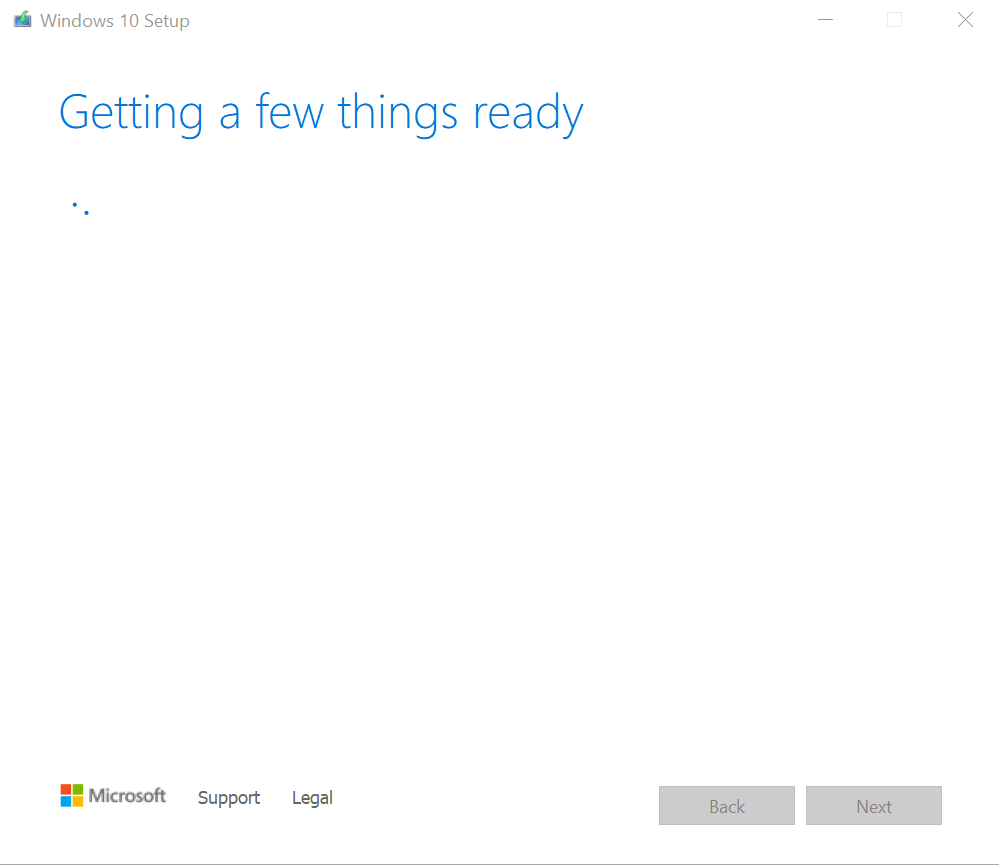 Windows 10 Setup
Getting a few things ready
Microsoft Support Legal
Back Next